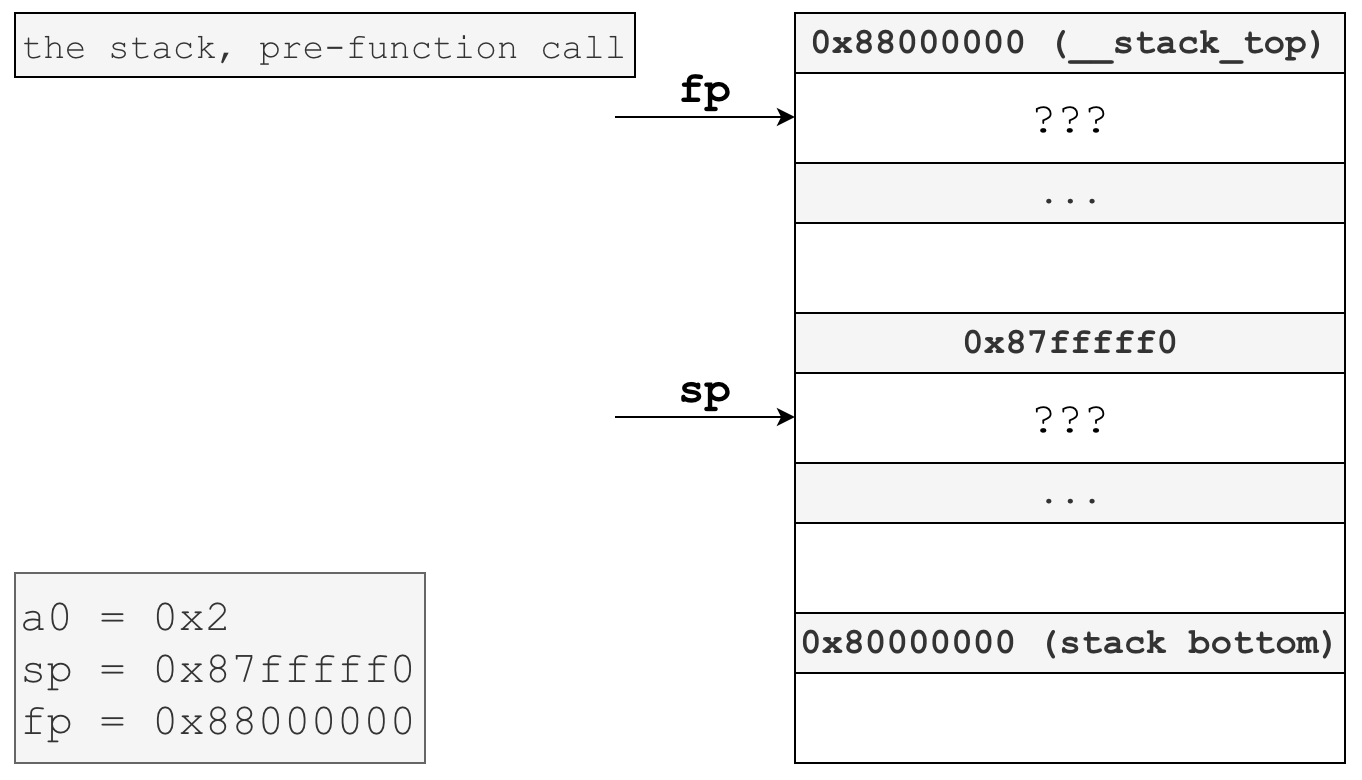 the stack, pre-function call
fp
sp
a0 = 0x2
sp = 0x87fffff0
fp = 0x88000000
0x88000000 (__stack_top)
???
...
0x87fffff0
???
...
0x80000000 (stack bottom)